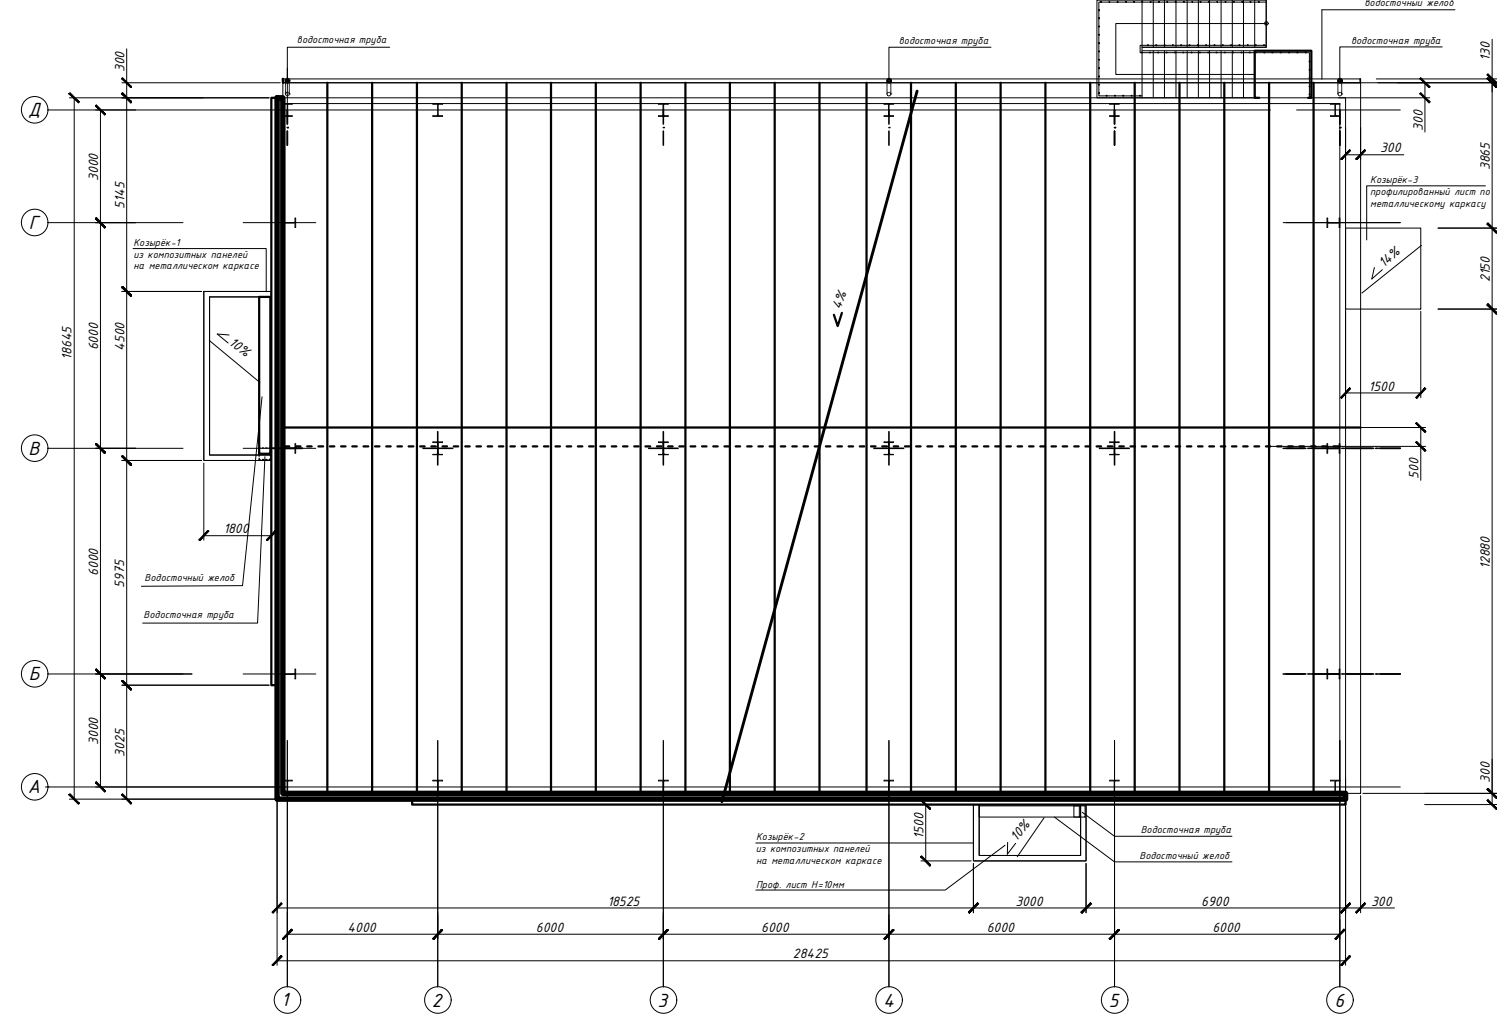 водосточный желоб
водосточная труба
водосточная труба
водосточная труба
300
130
Д
300
300
3865
3000
5145
Козырёк-3
профилированный лист по
металлическому каркасу
Г
Козырёк-1
из композитных панелей
на металлическом каркасе
14%
2150
4%
18645
6000
4500
10%
1500
В
500
1800
6000
5975
12880
Водосточный желоб
Водосточная труба
Б
3000
3025
300
А
1500
10%
Козырёк-2
из композитных панелей
на металлическом каркасе
Водосточная труба
Водосточный желоб
Проф. лист Н=10мм
18525
3000
6900
300
4000
6000
6000
6000
6000
28425
1
2
3
4
5
6